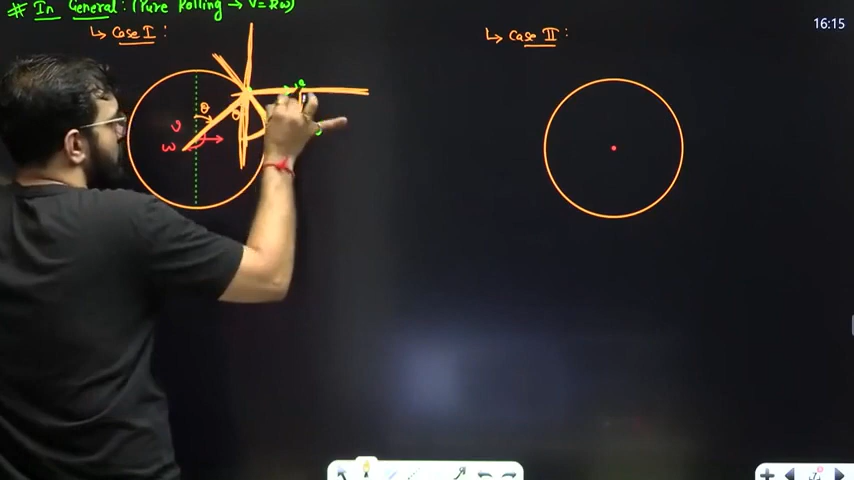 # In General: (Pure Rolling → V=Rω)
16:15
↳ Case I :
↳ Case II :
θ
θ
v
ω